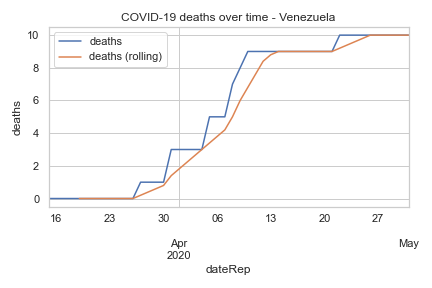 COVID-19 deaths over time - Venezuela
deaths
deaths (rolling)
deaths
10
8
6
4
2
0
16 23 30 06 13 20 27
Apr May
2020
dateRep